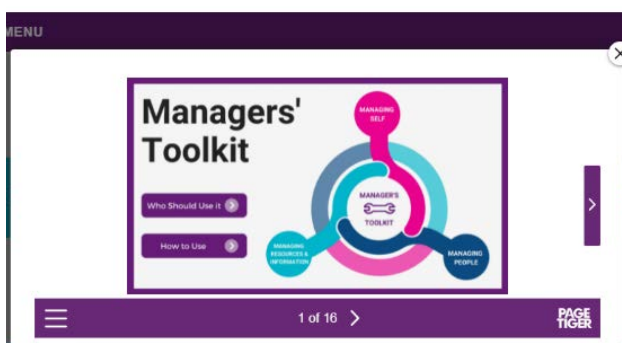 MENU
Managers'
Toolkit
Who Should Use it
How to Use
MANAGING
SELF
MANAGER'S
TOOLKIT
MANAGING
RESOURCES &
INFORMATION
MANAGING
PEOPLE
1 of 16
PAGE
TIGER